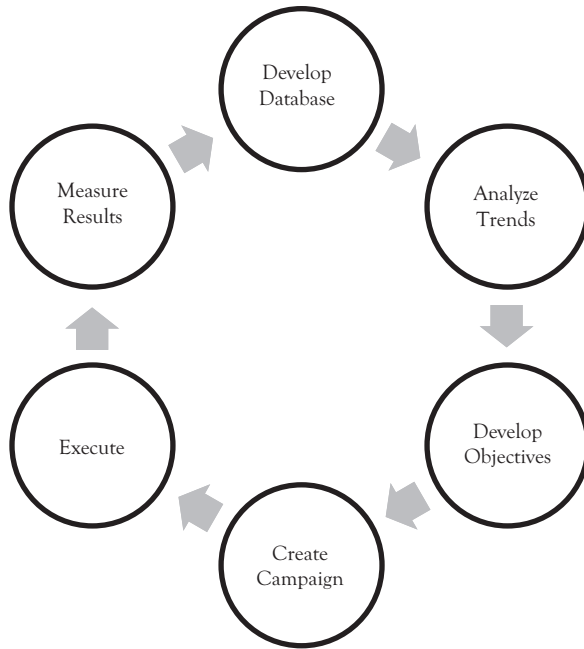 Develop
Database
Analyze
Trends
Develop
Objectives
Create
Campaign
Execute
Measure
Results